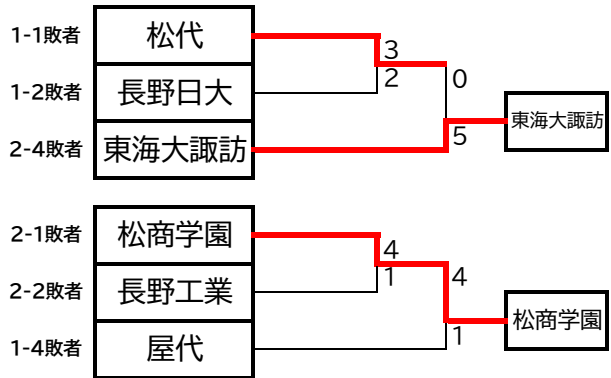 1-1敗者 松代 3
1-2敗者 長野日大 2 0
2-4敗者 東海大諏訪 5 東海大諏訪
2-1敗者 松商学園 4
2-2敗者 長野工業 1 4
1-4敗者 屋代 1 松商学園